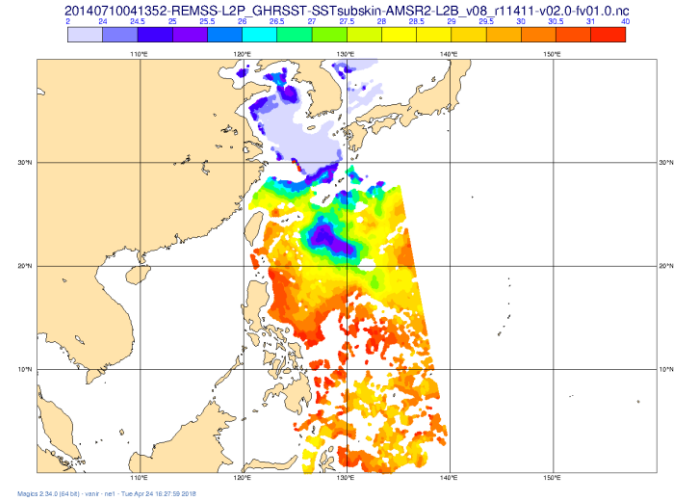 20140710041352-REMSS-L2P_GHRSST-SSTsubskin-AMSR2-L2B_v08_r11411-v02.0-fv01.0.nc
23 24 24.5 25 25.5 26 26.5 27 27.5 28 28.5 29 29.5 30 30.5 31 40
110°E 120°E 130°E 140°E 150°E
30°N 30°N
20°N 20°N
10°N 10°N
110°E 120°E 130°E 140°E 150°E
Magics 2.34.0 (64 bit) - vanir - ne1 - Tue Apr 24 16:27:59 2018